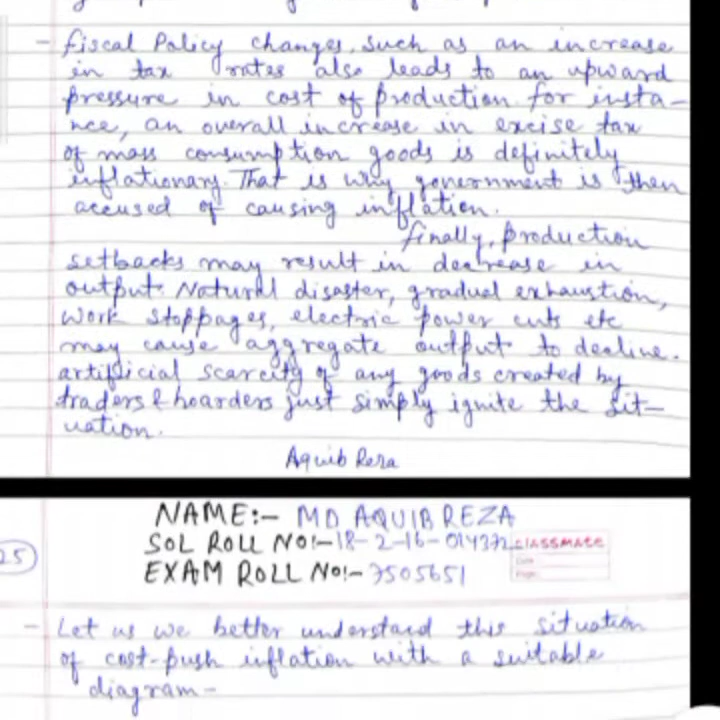 - fiscal Policy changes, such as an increase
in tax rates also leads to an upward
pressure in cost of production. for insta-
nce, an overall increase in excise tax
of mass consumption goods is definitely
inflationary. That is why government is then
accused of causing inflation.
finally, production
setbacks may result in decrease in
output. Natural disaster, gradual exhaustion,
work stoppages, electric power cuts etc
may cause aggregate output to decline.
artificial scarcity of any goods created by
traders & hoarders just simply ignite the sit-
uation.
Aquib Reza
NAME:- MD AQUIB REZA
SOL ROLL NO:- 18-2-16-014372 CLASSMATE
Date
Page
25
EXAM ROLL NO:- 7505651
- Let us we better understand this situation
of cost-push inflation with a suitable
diagram-